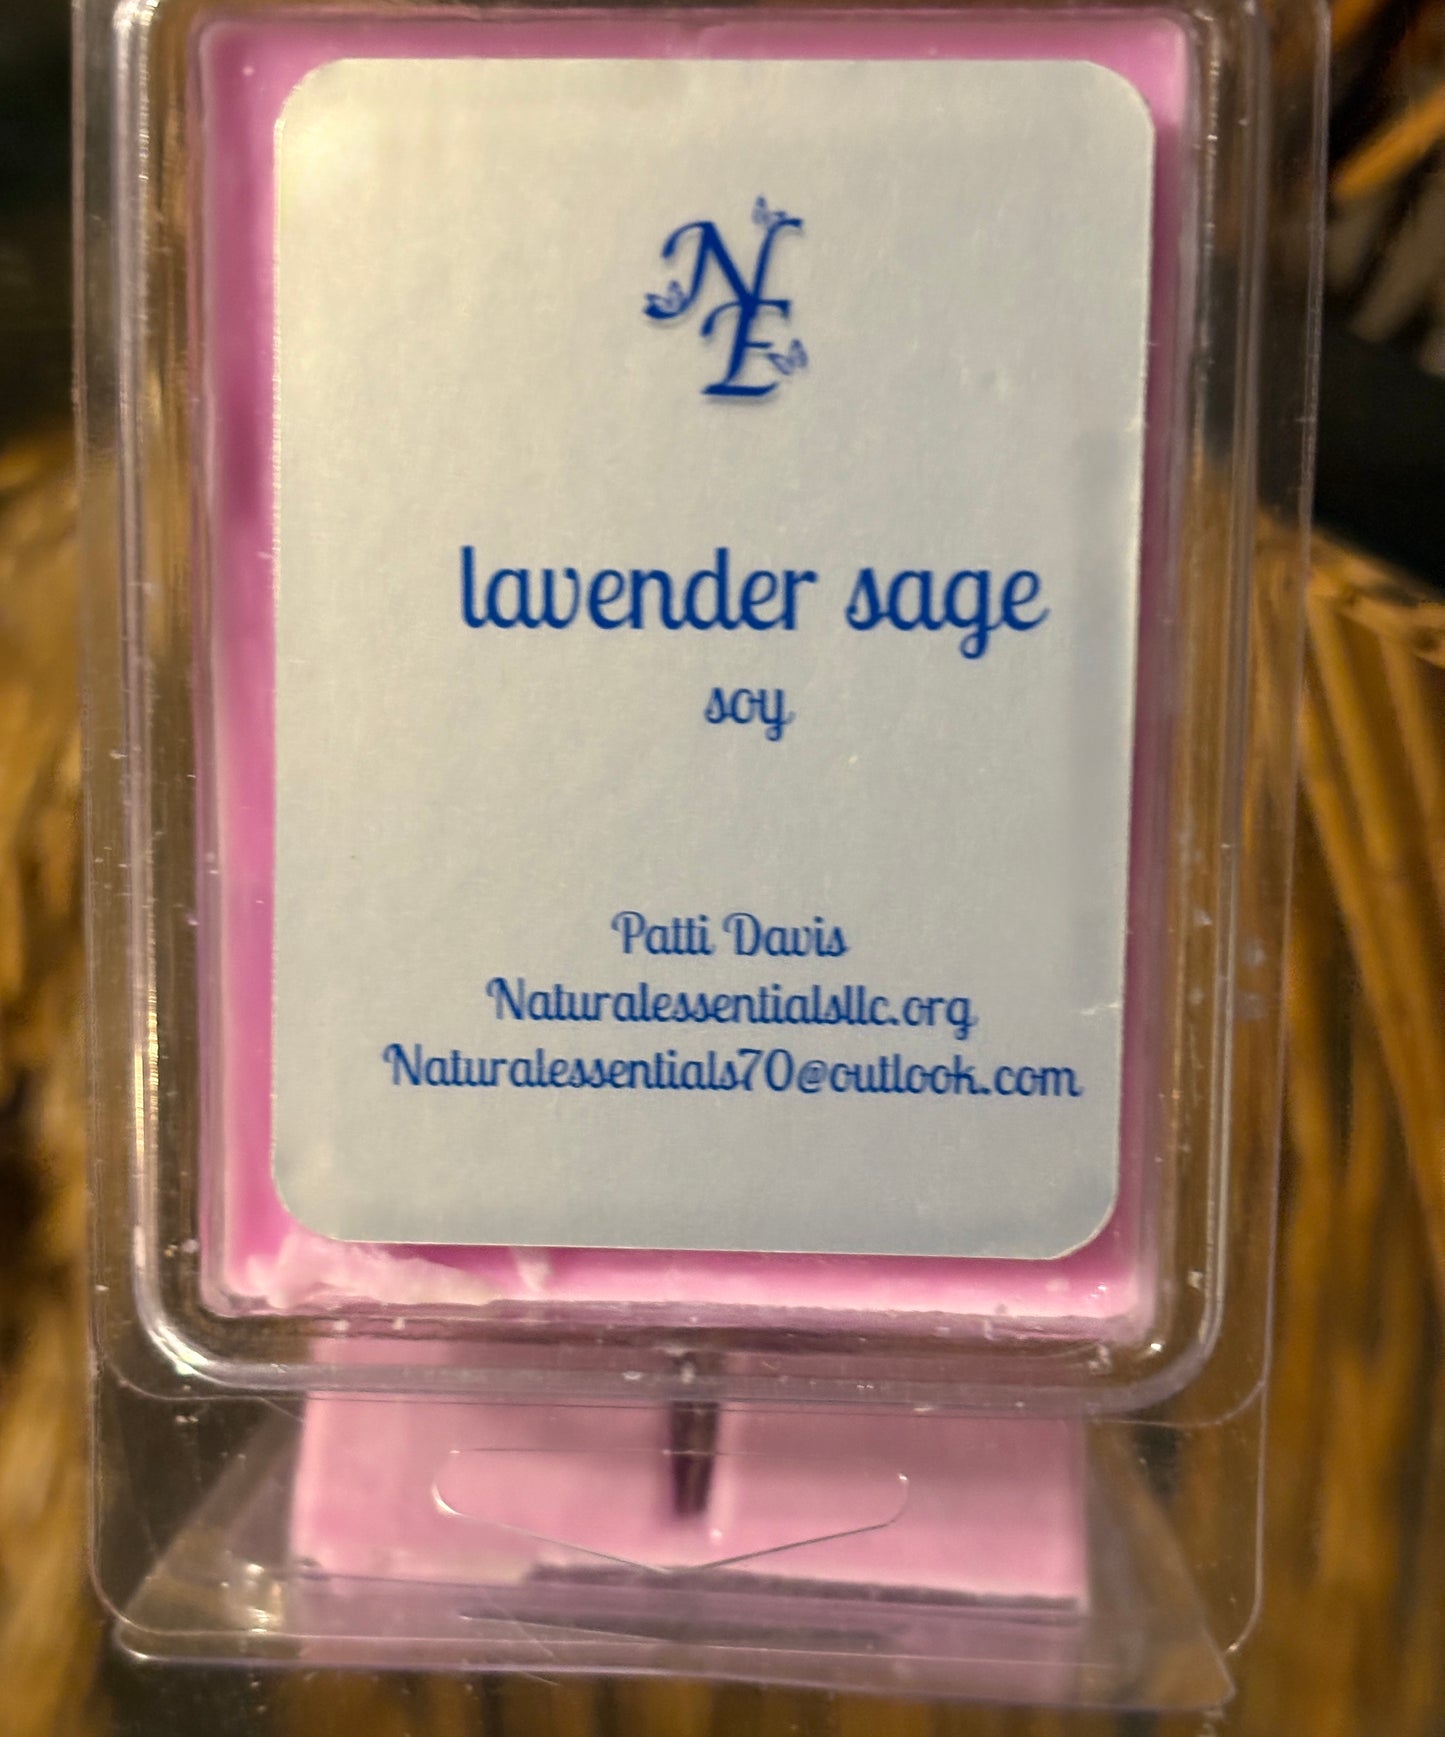 NE
lavender sage
soy
Patti Davis
Naturalessentialsllc.org
Naturalessentials70@outlook.com